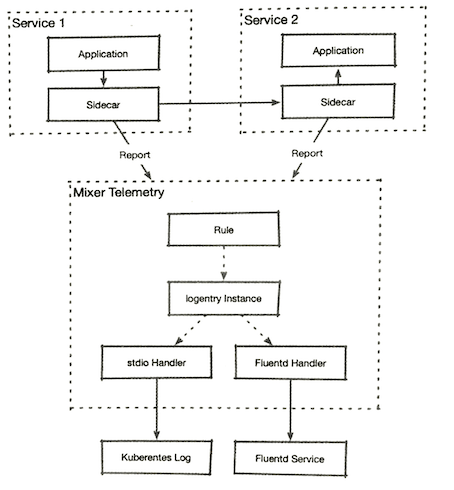 Service 1
Service 2
Application
Application
Sidecar
Sidecar
Report
Report
Mixer Telemetry
Rule
logentry Instance
stdio Handler
Fluentd Handler
Kuberentes Log
Fluentd Service